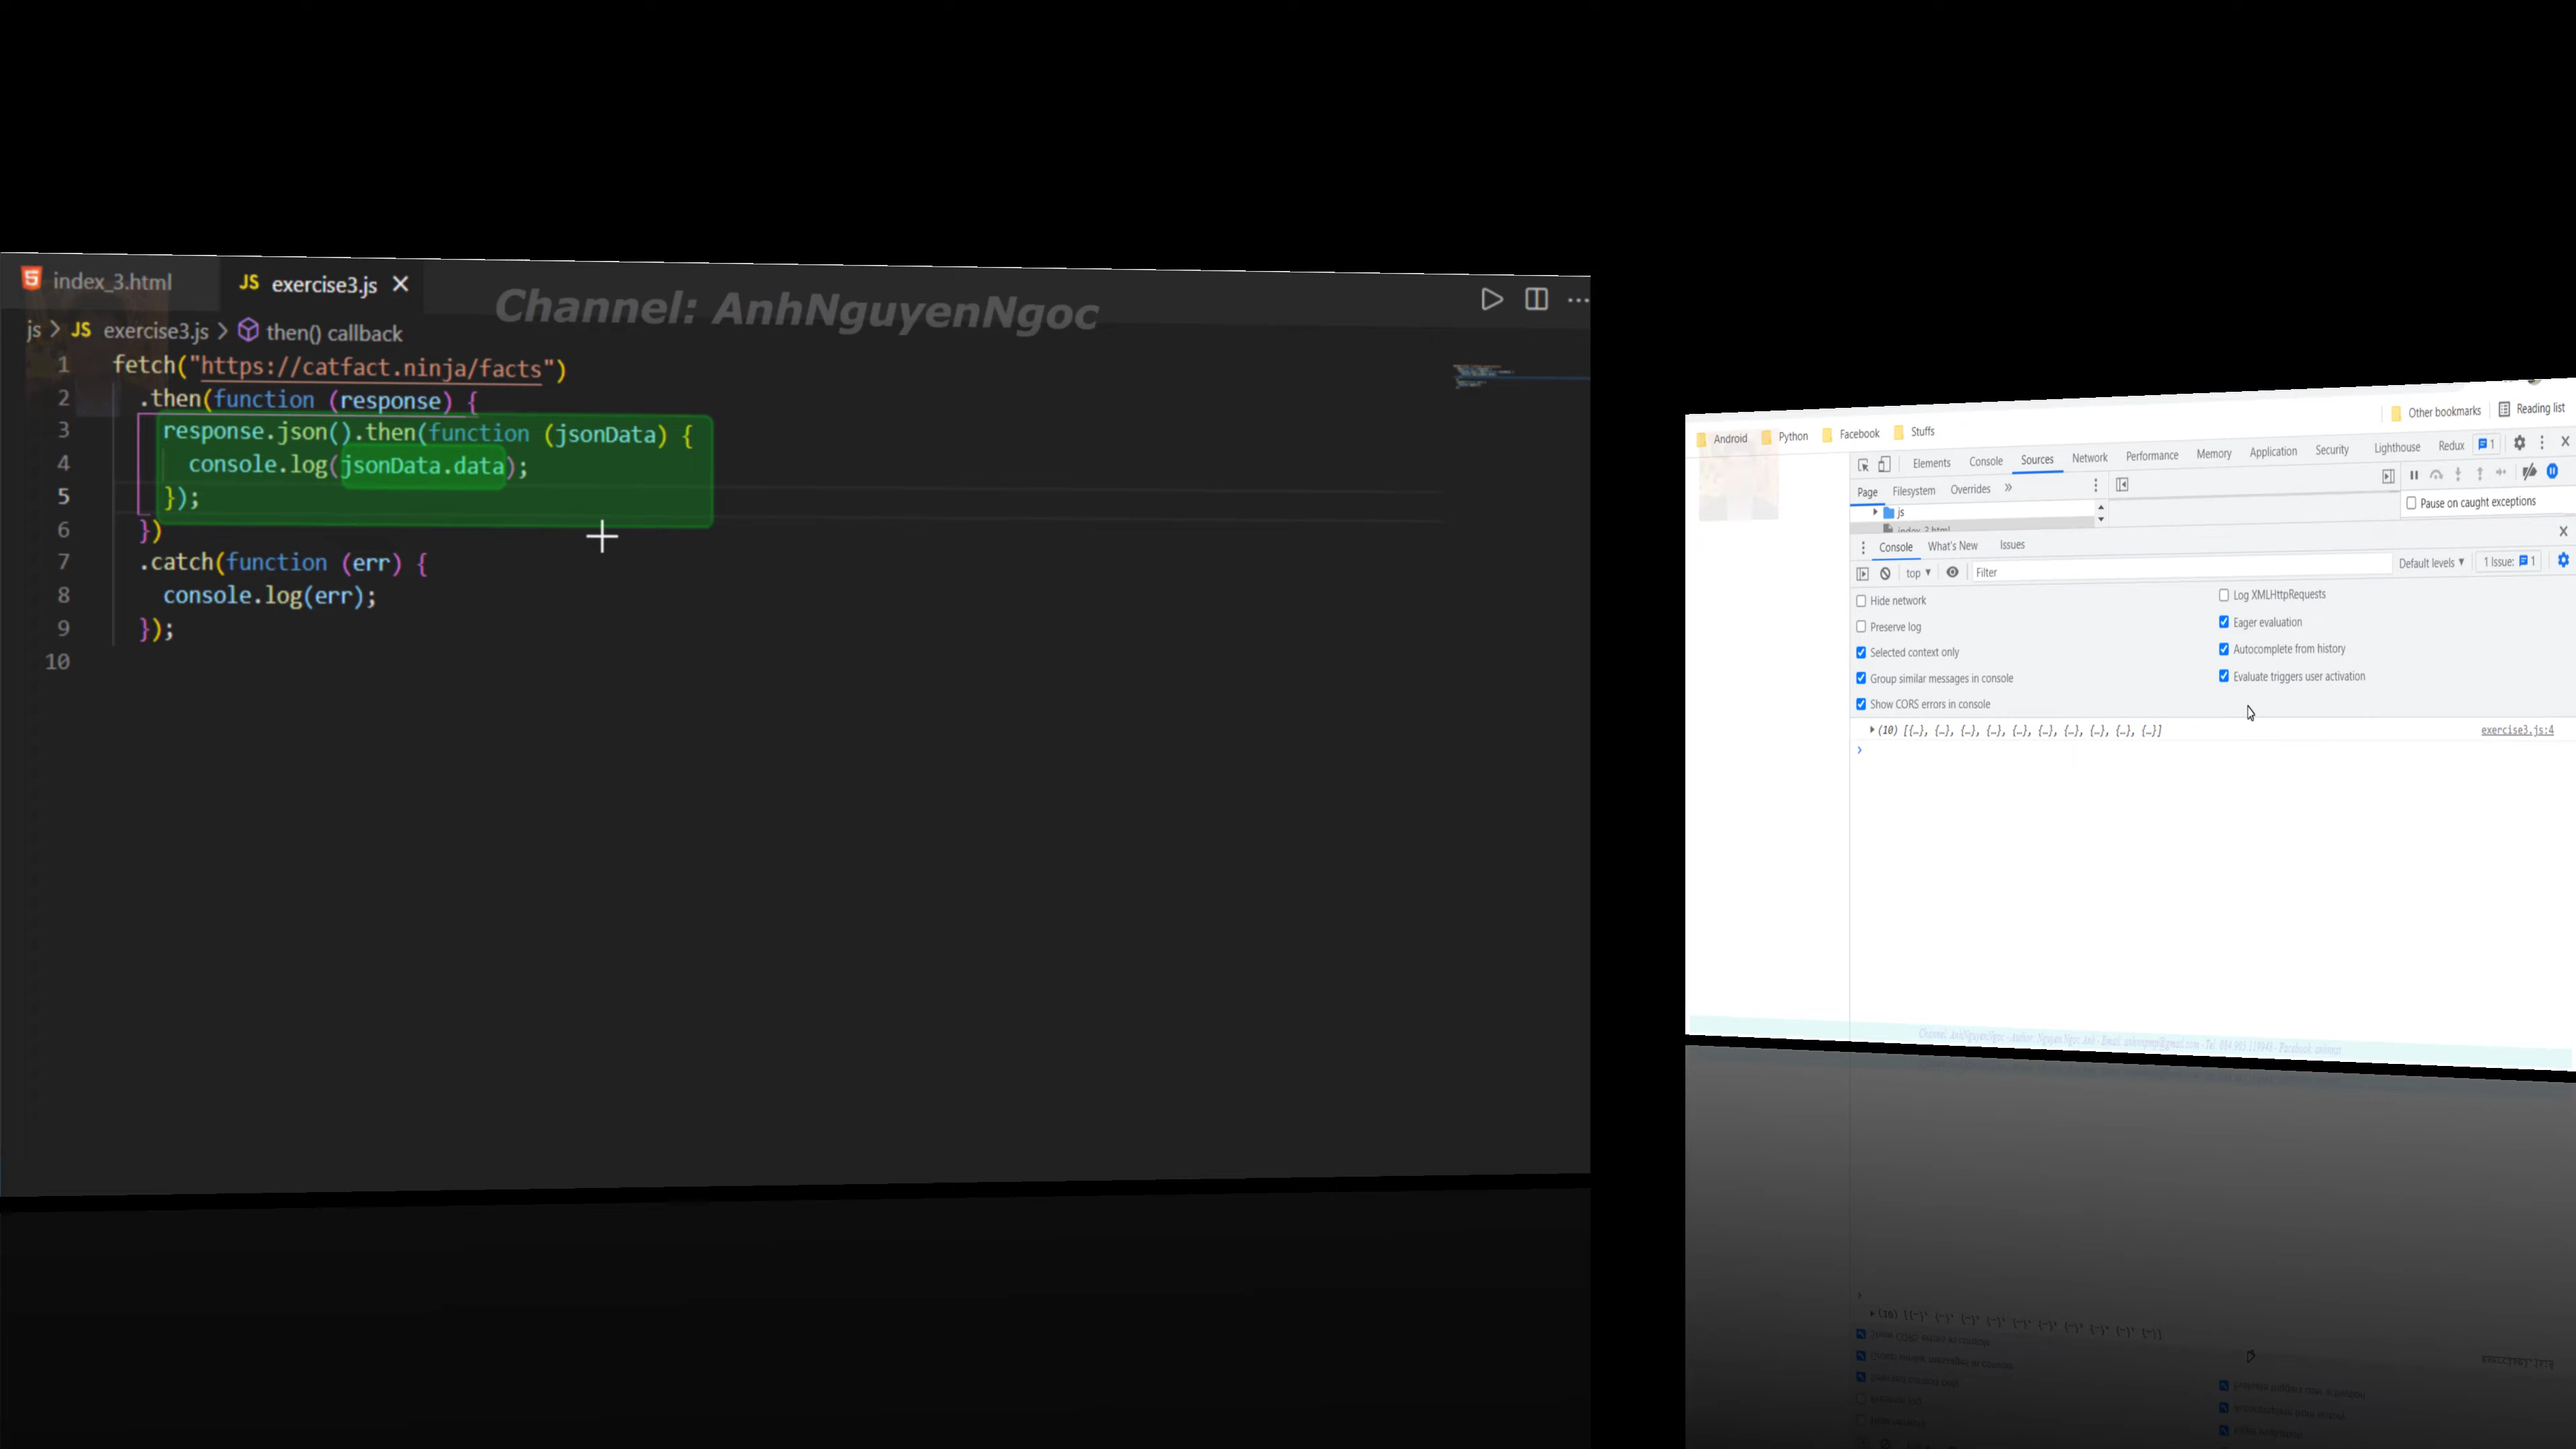 index_3.html
JS exercise3.js
Channel: AnhNguyenNgoc
js > JS exercise3.js > then() callback
1 fetch("https://catfact.ninja/facts")
2 .then(function (response) {
3 response.json().then(function (jsonData) {
4 console.log(jsonData.data);
5 });
6 })
7 .catch(function (err) {
8 console.log(err);
9 });
10
Other bookmarks Reading list
Android Python Facebook Stuffs
Elements Console Sources Network Performance Memory Application Security Lighthouse Redux 1
Page Filesystem Overrides »
Pause on caught exceptions
js
index_3.html
Console What's New Issues
top Filter Default levels 1 Issue: 1
Hide network
Log XMLHttpRequests
Preserve log
Eager evaluation
Selected context only
Autocomplete from history
Group similar messages in console
Evaluate triggers user activation
Show CORS errors in console
(10) [{…}, {…}, {…}, {…}, {…}, {…}, {…}, {…}, {…}, {…}] exercise3.js:4